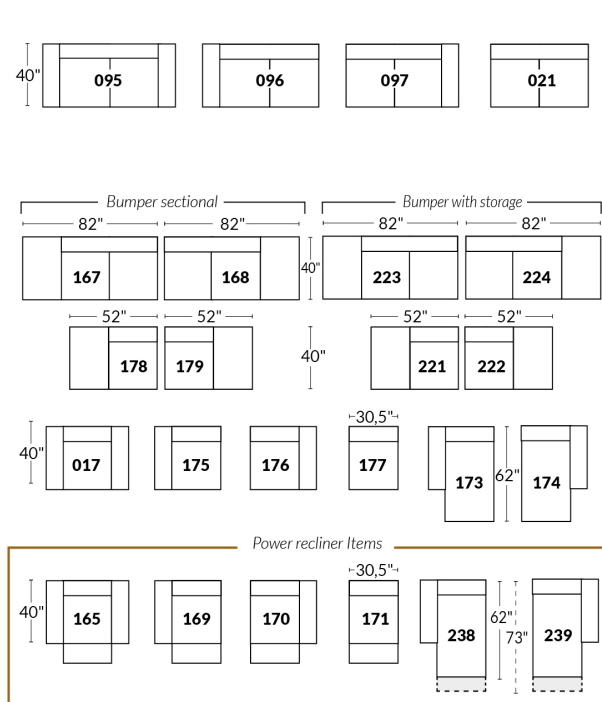 40" 095 096 097 021
Bumper sectional Bumper with storage
82" 82" 82" 82"
167 168 40" 223 224
52" 52" 52" 52"
178 179 40" 221 222
30,5"
40" 017 175 176 177 173 62" 174
Power recliner Items
30,5"
40" 165 169 170 171 238 62" 73" 239